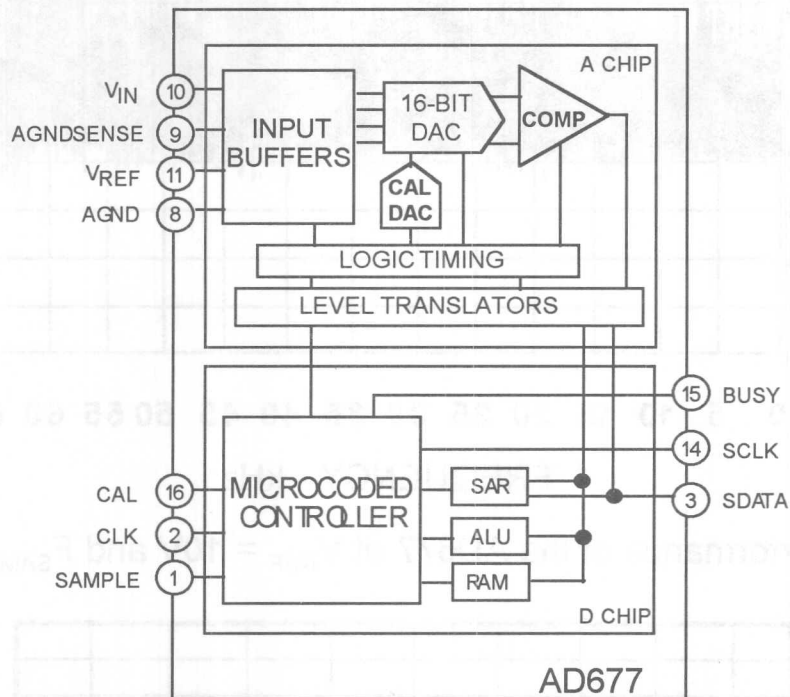 A CHIP
VIN 10
AGNDSENSE 9
VREF 11
AGND 8
INPUT
BUFFERS
16-BIT
DAC
COMP
CAL
DAC
LOGIC TIMING
LEVEL TRANSLATORS
15 BUSY
14 SCLK
3 SDATA
CAL 16
CLK 2
SAMPLE 1
MICROCODED
CONTROLLER
SAR
ALU
RAM
D CHIP
AD677